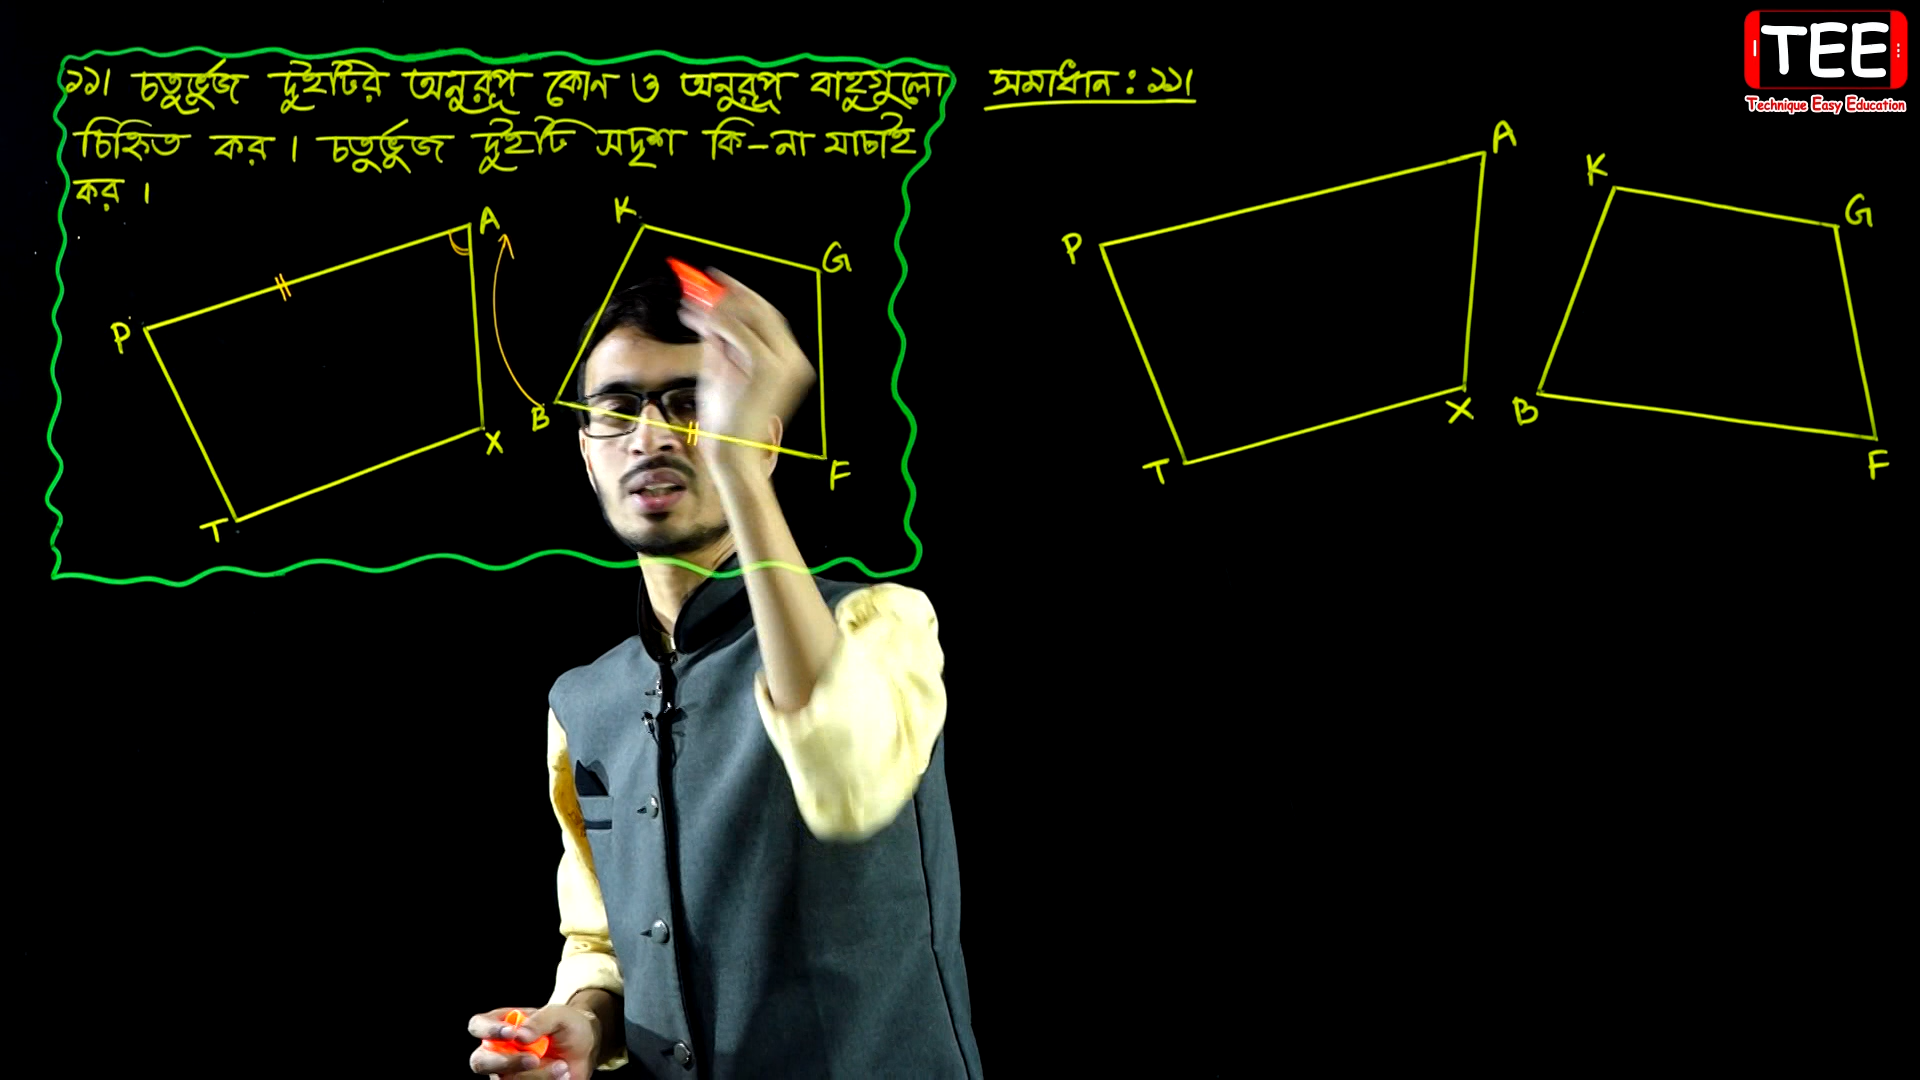 ১১। চতুর্ভুজ দুইটির অনুরূপ কোণ ও অনুরূপ বাহুগুলো
চিহ্নিত কর। চতুর্ভুজ দুইটি সদৃশ কি-না যাচাই
কর।
A
P
X
T
K
G
B
F
সমাধান : ১১।
A
P
X
T
K
G
B
F
TEE
Technique Easy Education